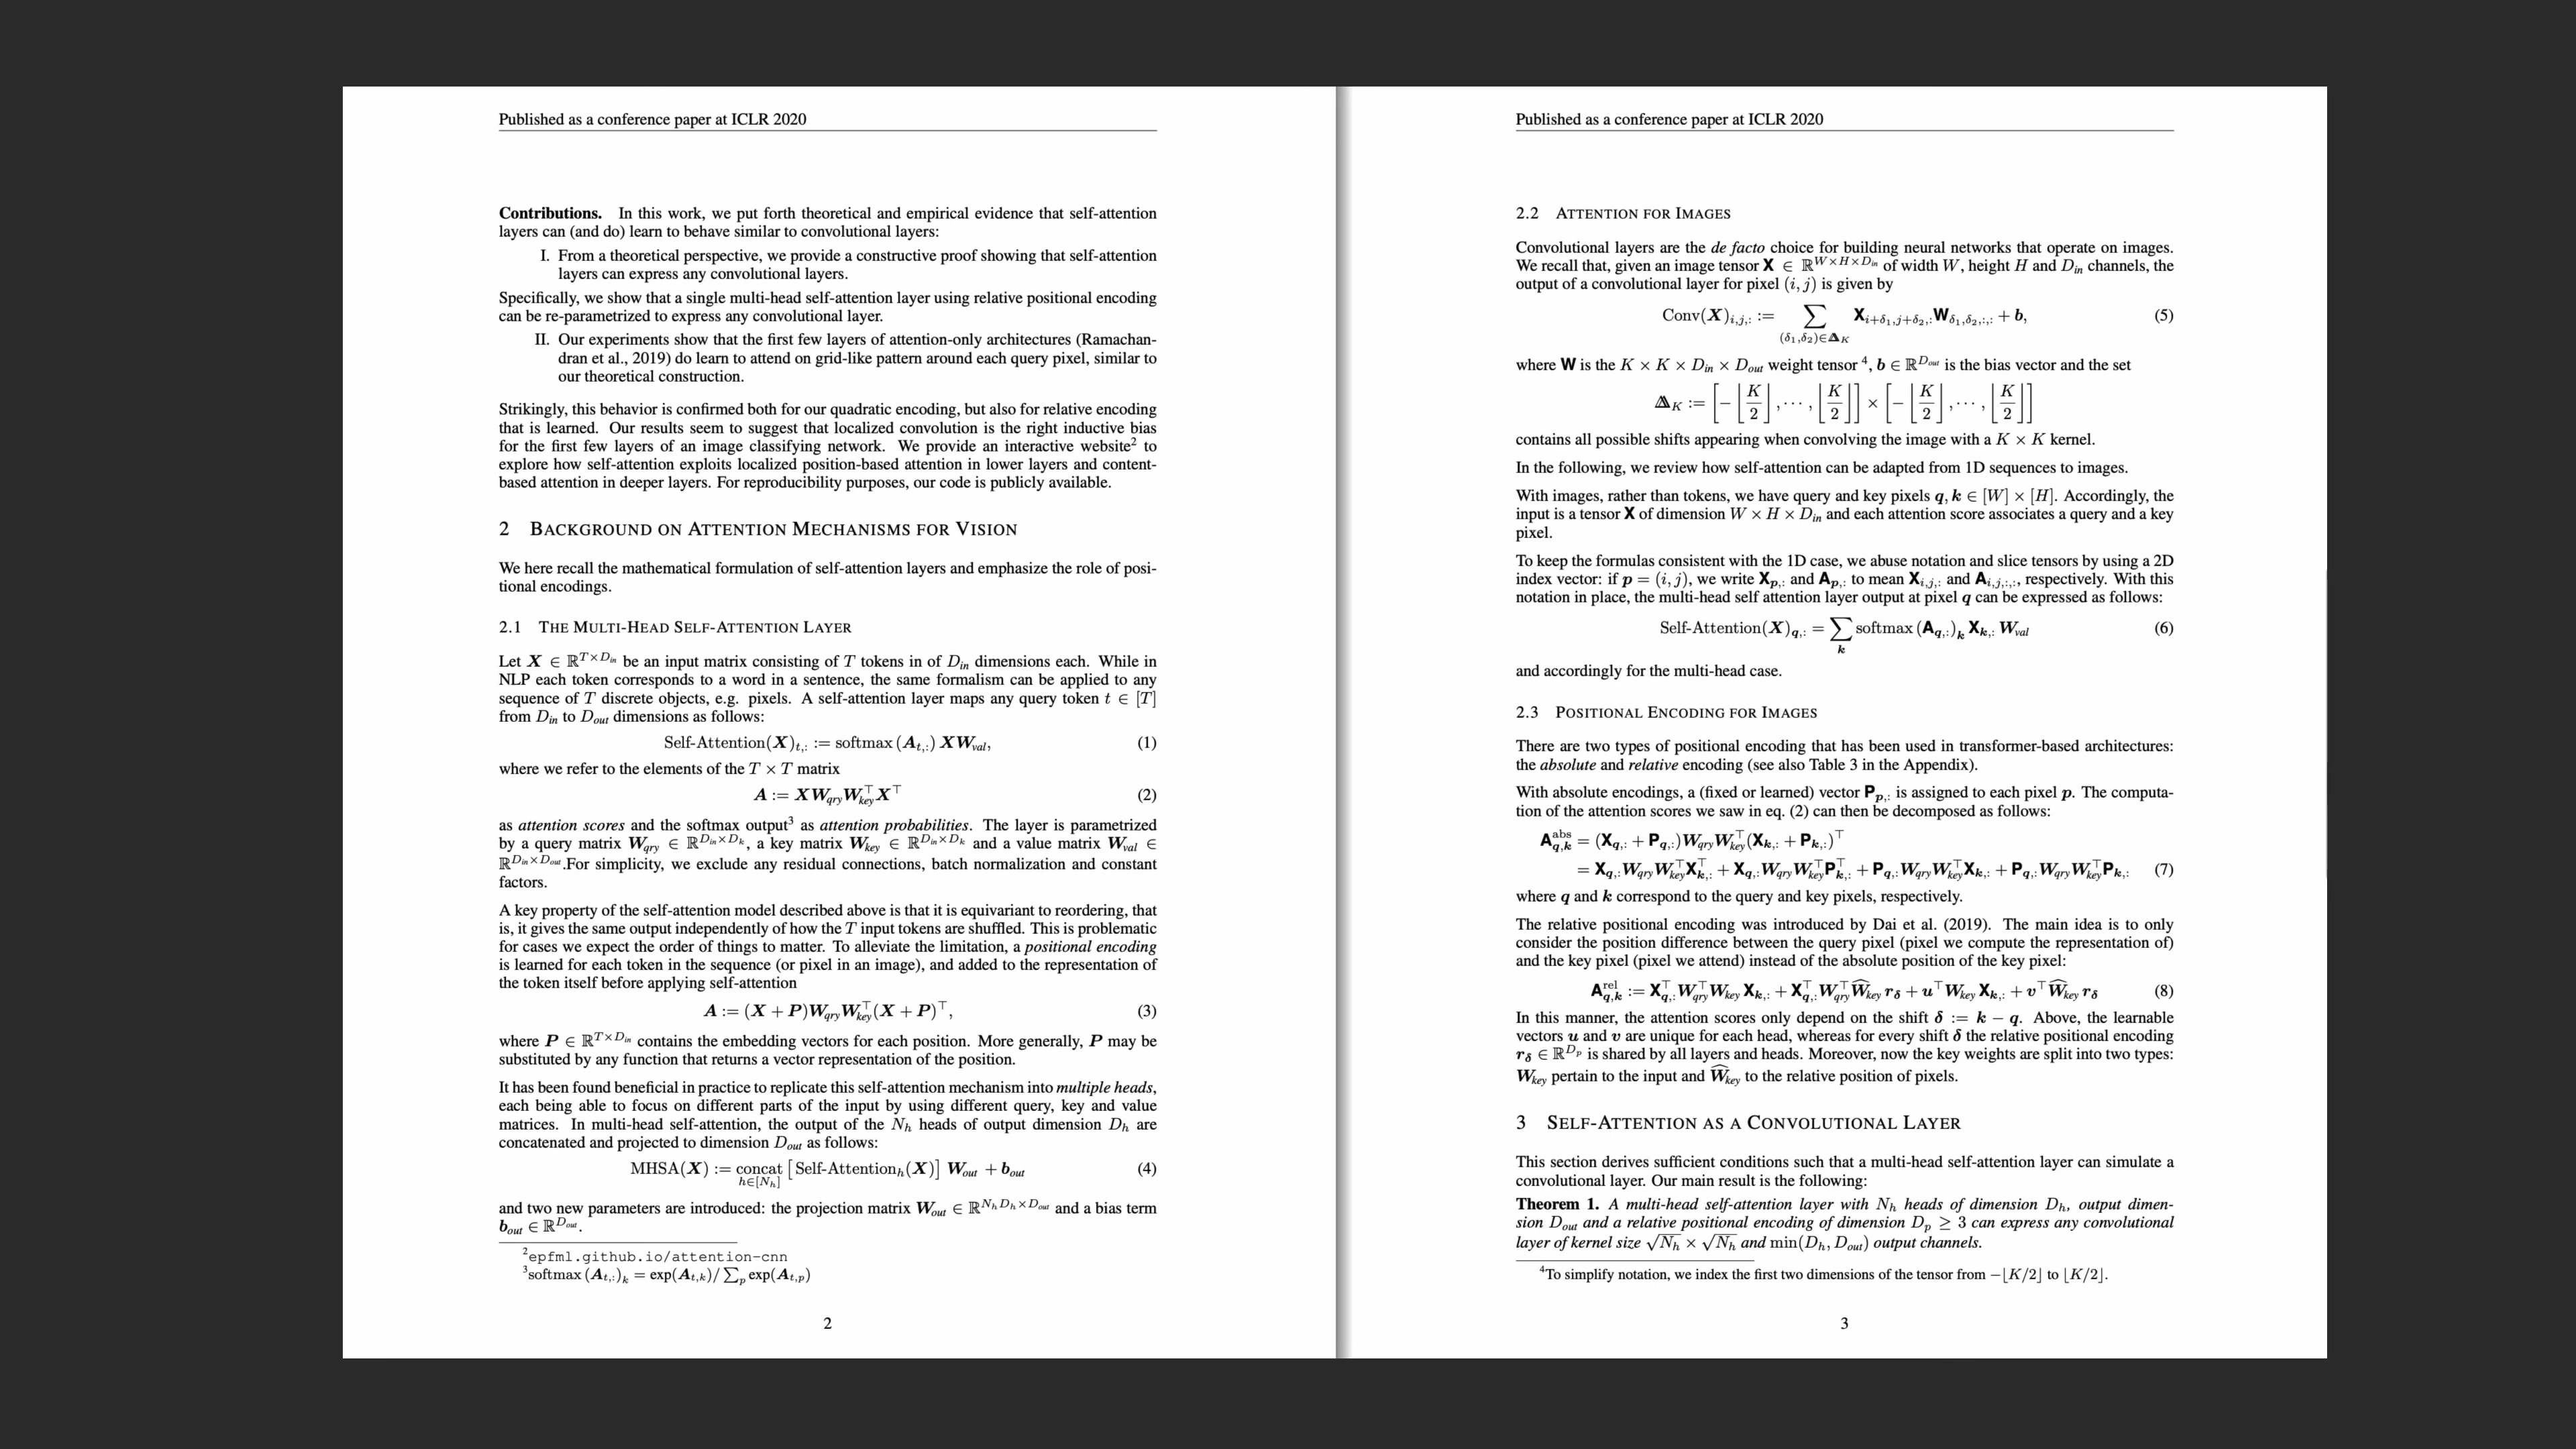 Published as a conference paper at ICLR 2020
Contributions. In this work, we put forth theoretical and empirical evidence that self-attention
layers can (and do) learn to behave similar to convolutional layers:
I. From a theoretical perspective, we provide a constructive proof showing that self-attention
layers can express any convolutional layers.
Specifically, we show that a single multi-head self-attention layer using relative positional encoding
can be re-parametrized to express any convolutional layer.
II. Our experiments show that the first few layers of attention-only architectures (Ramachan-
dran et al., 2019) do learn to attend on grid-like pattern around each query pixel, similar to
our theoretical construction.
Strikingly, this behavior is confirmed both for our quadratic encoding, but also for relative encoding
that is learned. Our results seem to suggest that localized convolution is the right inductive bias
for the first few layers of an image classifying network. We provide an interactive website² to
explore how self-attention exploits localized position-based attention in lower layers and content-
based attention in deeper layers. For reproducibility purposes, our code is publicly available.
2 BACKGROUND ON ATTENTION MECHANISMS FOR VISION
We here recall the mathematical formulation of self-attention layers and emphasize the role of posi-
tional encodings.
2.1 THE MULTI-HEAD SELF-ATTENTION LAYER
Let X ∈ ℝ^{T×D_in} be an input matrix consisting of T tokens in of D_in dimensions each. While in
NLP each token corresponds to a word in a sentence, the same formalism can be applied to any
sequence of T discrete objects, e.g. pixels. A self-attention layer maps any query token t ∈ [T]
from D_in to D_out dimensions as follows:
Self-Attention(X)_{t,:} := softmax (A_{t,:}) XW_val, (1)
where we refer to the elements of the T × T matrix
A := XW_qry W_key^⊤ X^⊤ (2)
as attention scores and the softmax output³ as attention probabilities. The layer is parametrized
by a query matrix W_qry ∈ ℝ^{D_in×D_k}, a key matrix W_key ∈ ℝ^{D_in×D_k} and a value matrix W_val ∈
ℝ^{D_in×D_out}.For simplicity, we exclude any residual connections, batch normalization and constant
factors.
A key property of the self-attention model described above is that it is equivariant to reordering, that
is, it gives the same output independently of how the T input tokens are shuffled. This is problematic
for cases we expect the order of things to matter. To alleviate the limitation, a positional encoding
is learned for each token in the sequence (or pixel in an image), and added to the representation of
the token itself before applying self-attention
A := (X + P)W_qry W_key^⊤ (X + P)^⊤, (3)
where P ∈ ℝ^{T×D_in} contains the embedding vectors for each position. More generally, P may be
substituted by any function that returns a vector representation of the position.
It has been found beneficial in practice to replicate this self-attention mechanism into multiple heads,
each being able to focus on different parts of the input by using different query, key and value
matrices. In multi-head self-attention, the output of the N_h heads of output dimension D_h are
concatenated and projected to dimension D_out as follows:
MHSA(X) := concat_{h∈[N_h]} [Self-Attention_h(X)] W_out + b_out (4)
and two new parameters are introduced: the projection matrix W_out ∈ ℝ^{N_h D_h×D_out} and a bias term
b_out ∈ ℝ^{D_out}.
²epfml.github.io/attention-cnn
³softmax (A_{t,:})_k = exp(A_{t,k})/ ∑_p exp(A_{t,p})
2
Published as a conference paper at ICLR 2020
2.2 ATTENTION FOR IMAGES
Convolutional layers are the de facto choice for building neural networks that operate on images.
We recall that, given an image tensor X ∈ ℝ^{W×H×D_in} of width W, height H and D_in channels, the
output of a convolutional layer for pixel (i, j) is given by
Conv(X)_{i,j,:} := ∑_{(δ₁,δ₂)∈𝚫_K} X_{i+δ₁,j+δ₂,:} W_{δ₁,δ₂,:,:} + b, (5)
where W is the K × K × D_in × D_out weight tensor ⁴, b ∈ ℝ^{D_out} is the bias vector and the set
𝚫_K := [−⌊K/2⌋, ⋯ , ⌊K/2⌋] × [−⌊K/2⌋, ⋯ , ⌊K/2⌋]
contains all possible shifts appearing when convolving the image with a K × K kernel.
In the following, we review how self-attention can be adapted from 1D sequences to images.
With images, rather than tokens, we have query and key pixels q, k ∈ [W] × [H]. Accordingly, the
input is a tensor X of dimension W × H × D_in and each attention score associates a query and a key
pixel.
To keep the formulas consistent with the 1D case, we abuse notation and slice tensors by using a 2D
index vector: if p = (i, j), we write X_{p,:} and A_{p,:} to mean X_{i,j,:} and A_{i,j,:,:}, respectively. With this
notation in place, the multi-head self attention layer output at pixel q can be expressed as follows:
Self-Attention(X)_{q,:} = ∑_k softmax (A_{q,:})_k X_{k,:} W_val (6)
and accordingly for the multi-head case.
2.3 POSITIONAL ENCODING FOR IMAGES
There are two types of positional encoding that has been used in transformer-based architectures:
the absolute and relative encoding (see also Table 3 in the Appendix).
With absolute encodings, a (fixed or learned) vector P_{p,:} is assigned to each pixel p. The computa-
tion of the attention scores we saw in eq. (2) can then be decomposed as follows:
A^{abs}_{q,k} = (X_{q,:} + P_{q,:})W_qry W_key^⊤ (X_{k,:} + P_{k,:})^⊤
= X_{q,:} W_qry W_key^⊤ X_{k,:}^⊤ + X_{q,:} W_qry W_key^⊤ P_{k,:}^⊤ + P_{q,:} W_qry W_key^⊤ X_{k,:} + P_{q,:} W_qry W_key^⊤ P_{k,:} (7)
where q and k correspond to the query and key pixels, respectively.
The relative positional encoding was introduced by Dai et al. (2019). The main idea is to only
consider the position difference between the query pixel (pixel we compute the representation of)
and the key pixel (pixel we attend) instead of the absolute position of the key pixel:
A^{rel}_{q,k} := X_{q,:}^⊤ W_qry^⊤ W_key X_{k,:} + X_{q,:}^⊤ W_qry^⊤ Ŵ_key r_δ + u^⊤ W_key X_{k,:} + v^⊤ Ŵ_key r_δ (8)
In this manner, the attention scores only depend on the shift δ := k − q. Above, the learnable
vectors u and v are unique for each head, whereas for every shift δ the relative positional encoding
r_δ ∈ ℝ^{D_p} is shared by all layers and heads. Moreover, now the key weights are split into two types:
W_key pertain to the input and Ŵ_key to the relative position of pixels.
3 SELF-ATTENTION AS A CONVOLUTIONAL LAYER
This section derives sufficient conditions such that a multi-head self-attention layer can simulate a
convolutional layer. Our main result is the following:
Theorem 1. A multi-head self-attention layer with N_h heads of dimension D_h, output dimen-
sion D_out and a relative positional encoding of dimension D_p ≥ 3 can express any convolutional
layer of kernel size √N_h × √N_h and min(D_h, D_out) output channels.
⁴To simplify notation, we index the first two dimensions of the tensor from −⌊K/2⌋ to ⌊K/2⌋.
3